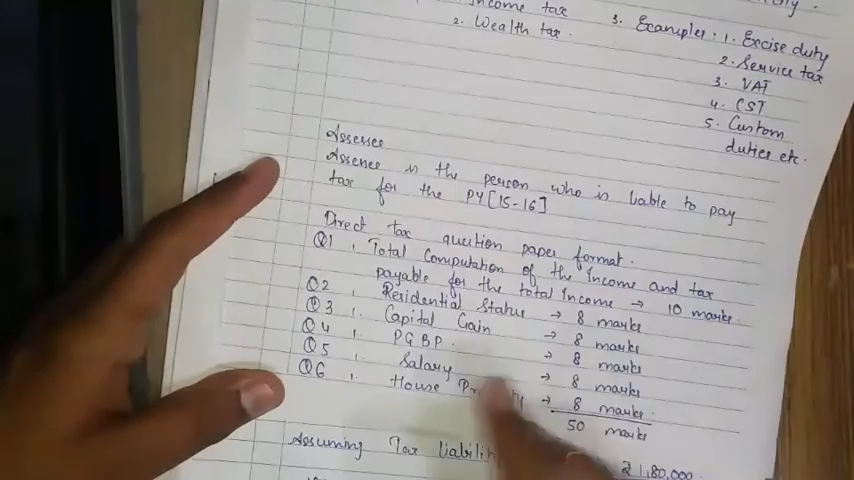 Income tax
2. Wealth tax.
3. Examples: 1. Excise duty
2. Service tax
3. VAT
4. CST
5. Custom
duties etc.
Assessee
Assessee is the person who is liable to pay
tax for the PY [15-16]
Direct tax question paper format.
Q1, Total Computation of the Income and tax
payable for the total Income → 10 marks.
Q2, Residential Status → 8 marks
Q3, Capital Gain → 8 marks
Q4, PGBP. → 8 marks
Q5, Salary → 8 marks
Q6, House → 8 marks.
50 marks
Assuming Tax
₹1,80,000